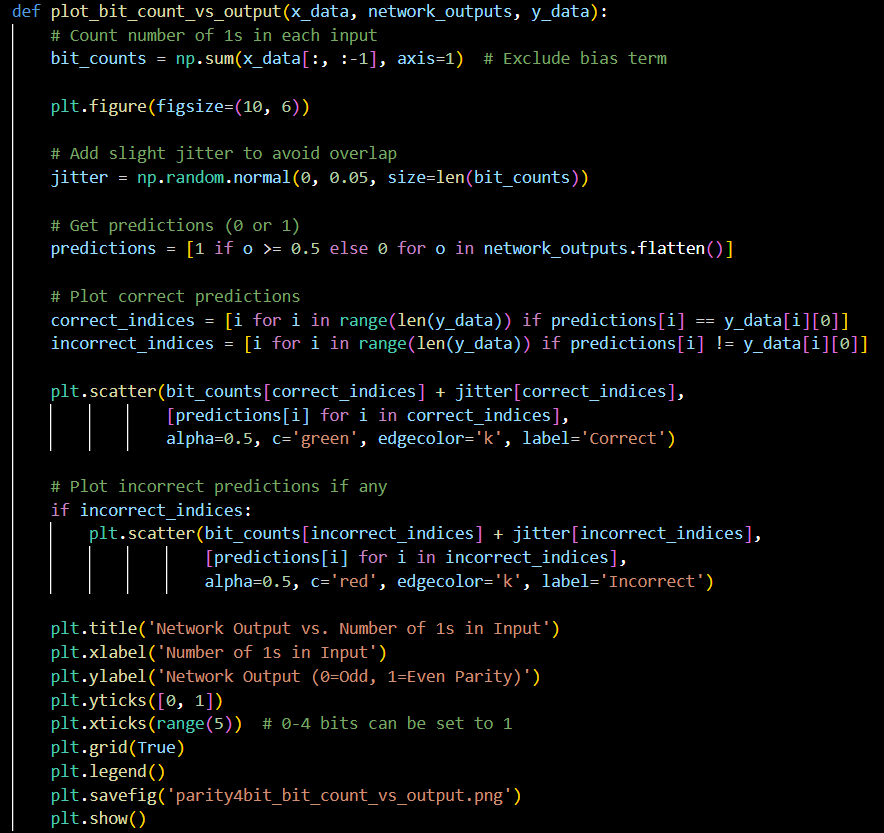 def plot_bit_count_vs_output(x_data, network_outputs, y_data):
    # Count number of 1s in each input
    bit_counts = np.sum(x_data[:, :-1], axis=1)  # Exclude bias term

    plt.figure(figsize=(10, 6))

    # Add slight jitter to avoid overlap
    jitter = np.random.normal(0, 0.05, size=len(bit_counts))

    # Get predictions (0 or 1)
    predictions = [1 if o >= 0.5 else 0 for o in network_outputs.flatten()]

    # Plot correct predictions
    correct_indices = [i for i in range(len(y_data)) if predictions[i] == y_data[i][0]]
    incorrect_indices = [i for i in range(len(y_data)) if predictions[i] != y_data[i][0]]

    plt.scatter(bit_counts[correct_indices] + jitter[correct_indices],
                [predictions[i] for i in correct_indices],
                alpha=0.5, c='green', edgecolor='k', label='Correct')

    # Plot incorrect predictions if any
    if incorrect_indices:
        plt.scatter(bit_counts[incorrect_indices] + jitter[incorrect_indices],
                    [predictions[i] for i in incorrect_indices],
                    alpha=0.5, c='red', edgecolor='k', label='Incorrect')

    plt.title('Network Output vs. Number of 1s in Input')
    plt.xlabel('Number of 1s in Input')
    plt.ylabel('Network Output (0=Odd, 1=Even Parity)')
    plt.yticks([0, 1])
    plt.xticks(range(5))  # 0-4 bits can be set to 1
    plt.grid(True)
    plt.legend()
    plt.savefig('parity4bit_bit_count_vs_output.png')
    plt.show()